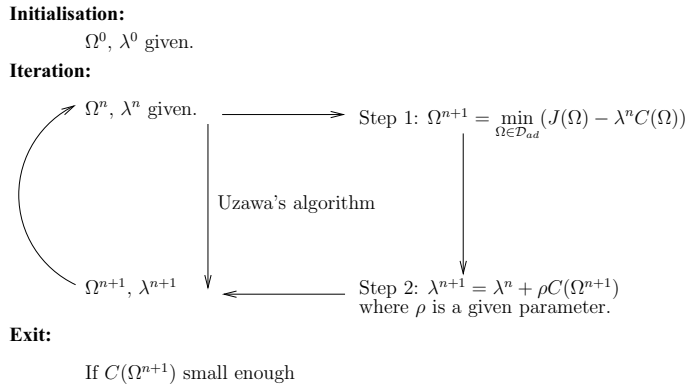 Initialisation:
Ω⁰, λ⁰ given.
Iteration:
Ωⁿ, λⁿ given.
Step 1: Ωⁿ⁺¹ = min_{Ω∈𝒟_{ad}} (J(Ω) − λⁿC(Ω))
Uzawa's algorithm
Ωⁿ⁺¹, λⁿ⁺¹
Step 2: λⁿ⁺¹ = λⁿ + ρC(Ωⁿ⁺¹)
where ρ is a given parameter.
Exit:
If C(Ωⁿ⁺¹) small enough